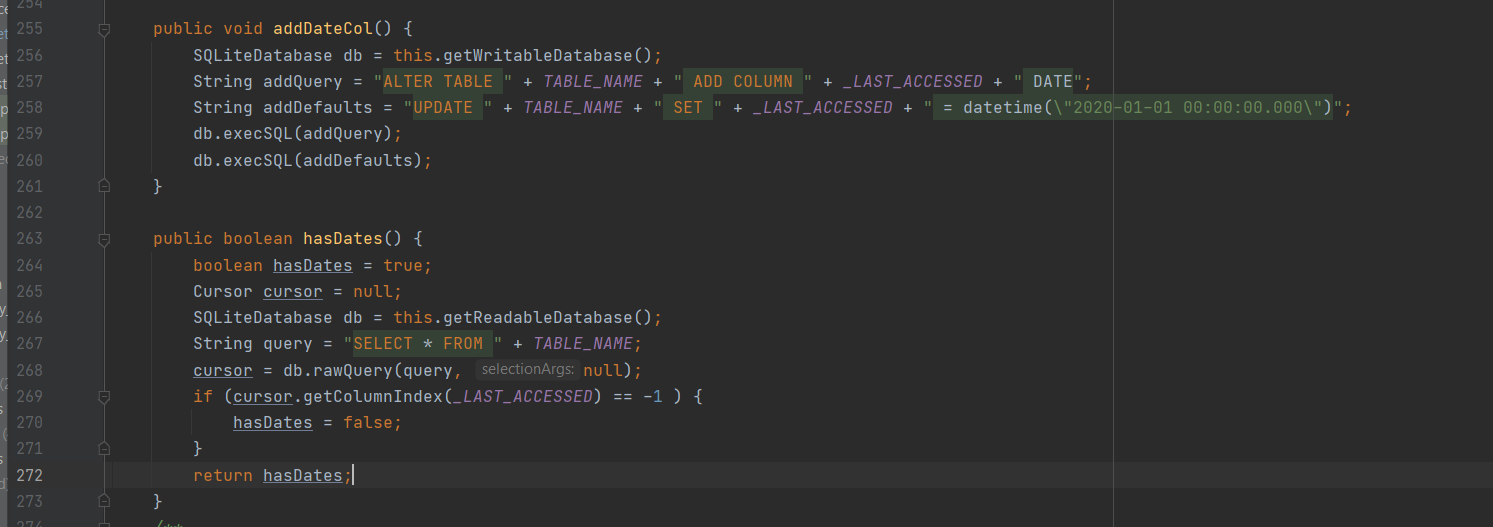 254
255 public void addDateCol() {
256 SQLiteDatabase db = this.getWritableDatabase();
257 String addQuery = "ALTER TABLE " + TABLE_NAME + " ADD COLUMN " + _LAST_ACCESSED + " DATE";
258 String addDefaults = "UPDATE " + TABLE_NAME + " SET " + _LAST_ACCESSED + " = datetime(\"2020-01-01 00:00:00.000\")";
259 db.execSQL(addQuery);
260 db.execSQL(addDefaults);
261 }
262
263 public boolean hasDates() {
264 boolean hasDates = true;
265 Cursor cursor = null;
266 SQLiteDatabase db = this.getReadableDatabase();
267 String query = "SELECT * FROM " + TABLE_NAME;
268 cursor = db.rawQuery(query, selectionArgs: null);
269 if (cursor.getColumnIndex(_LAST_ACCESSED) == -1 ) {
270 hasDates = false;
271 }
272 return hasDates;
273 }
274 /**